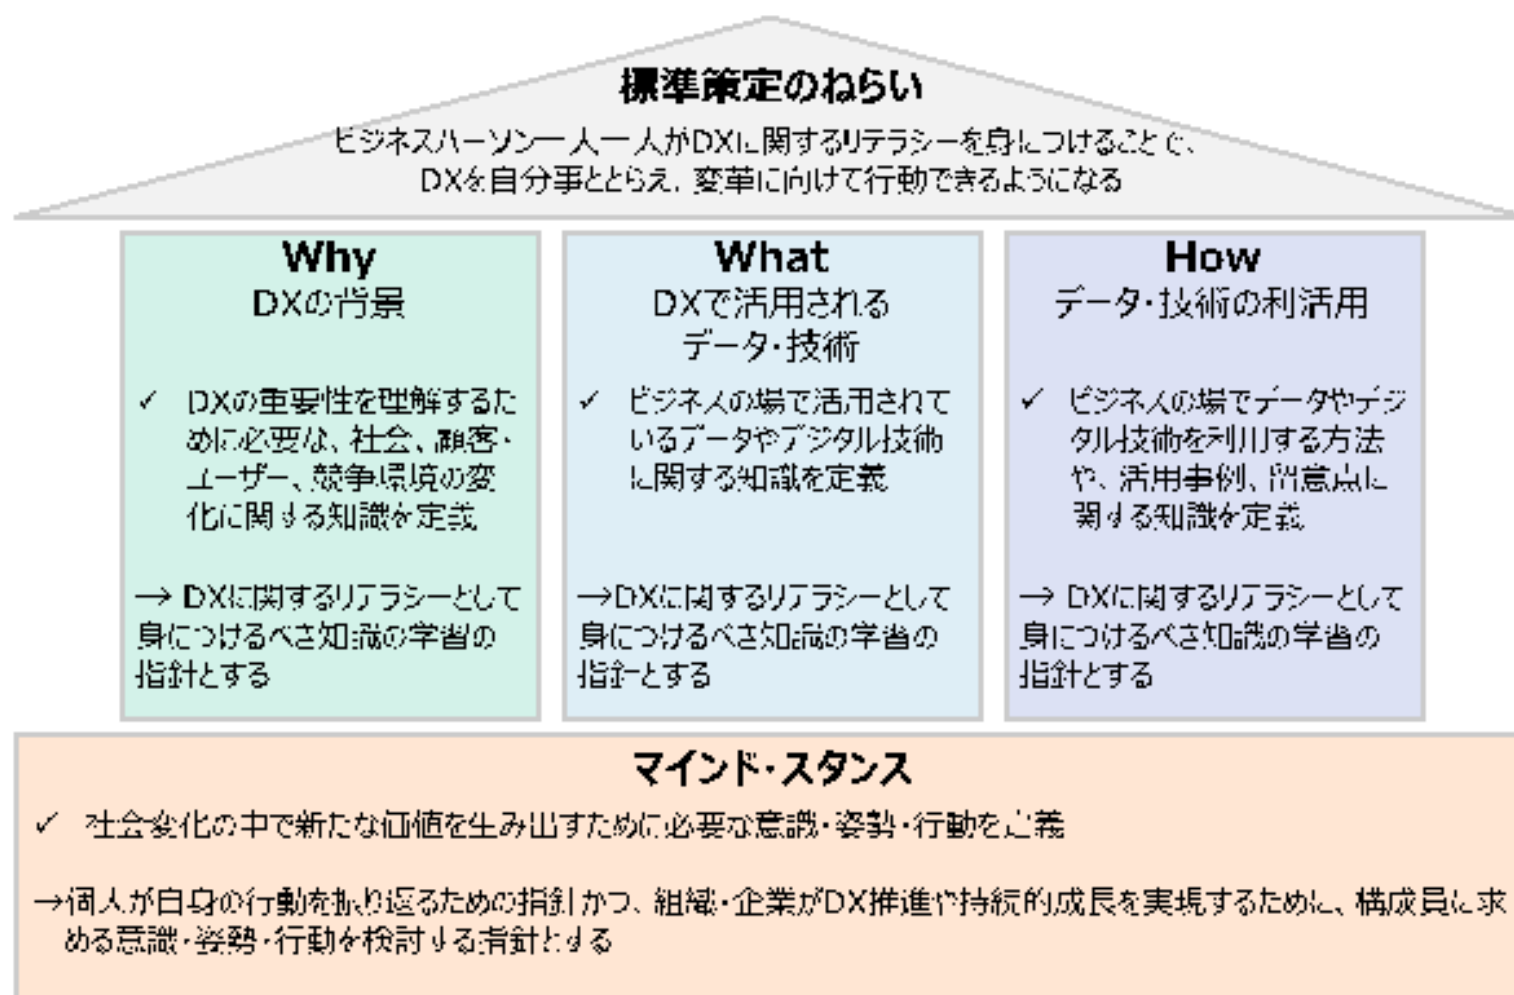 標準策定のねらい
ビジネスパーソン一人一人がDXに関するリテラシーを身につけることで、
DXを自分事ととらえ、変革に向けて行動できるようになる
Why
DXの背景
✓ DXの重要性を理解するた
めに必要な、社会、顧客・
ユーザー、競争環境の変
化に関する知識を定義
→ DXに関するリテラシーとして
身につけるべき知識の学習の
指針とする
What
DXで活用される
データ・技術
✓ ビジネスの場で活用されて
いるデータやデジタル技術
に関する知識を定義
→DXに関するリテラシーとして
身につけるべき知識の学習の
指針とする
How
データ・技術の利活用
✓ ビジネスの場でデータやデジ
タル技術を利用する方法
や、活用事例、留意点に
関する知識を定義
→ DXに関するリテラシーとして
身につけるべき知識の学習の
指針とする
マインド・スタンス
✓ 社会変化の中で新たな価値を生み出すために必要な意識・姿勢・行動を定義
→個人が自身の行動を振り返るための指針かつ、組織・企業がDX推進や持続的成長を実現するために、構成員に求
める意識・姿勢・行動を検討する指針とする